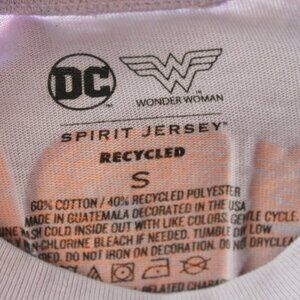 DC
WONDER WOMAN
SPIRIT JERSEY
RECYCLED
S
60% COTTON / 40% RECYCLED POLYESTER
MADE IN GUATEMALA DECORATED IN THE USA
WASH COLD INSIDE OUT WITH LIKE COLORS. GENTLE CYCLE.
NON-CHLORINE BLEACH IF NEEDED. TUMBLE DRY LOW
DO NOT IRON ON DECORATION. DO NOT DRYCLEAN
RELATED CHARAC